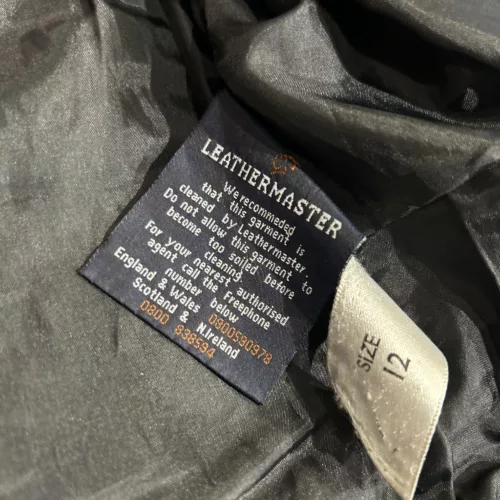 LEATHERMASTER
We recommeded
that this garment is
cleaned by Leathermaster.
Do not allow this garment to
become too soiled before
cleaning
For your nearest authorised
agent call the Freephone
number below
England & Wales 0800590978
Scotland & N.Ireland
0800 838594
SIZE
12